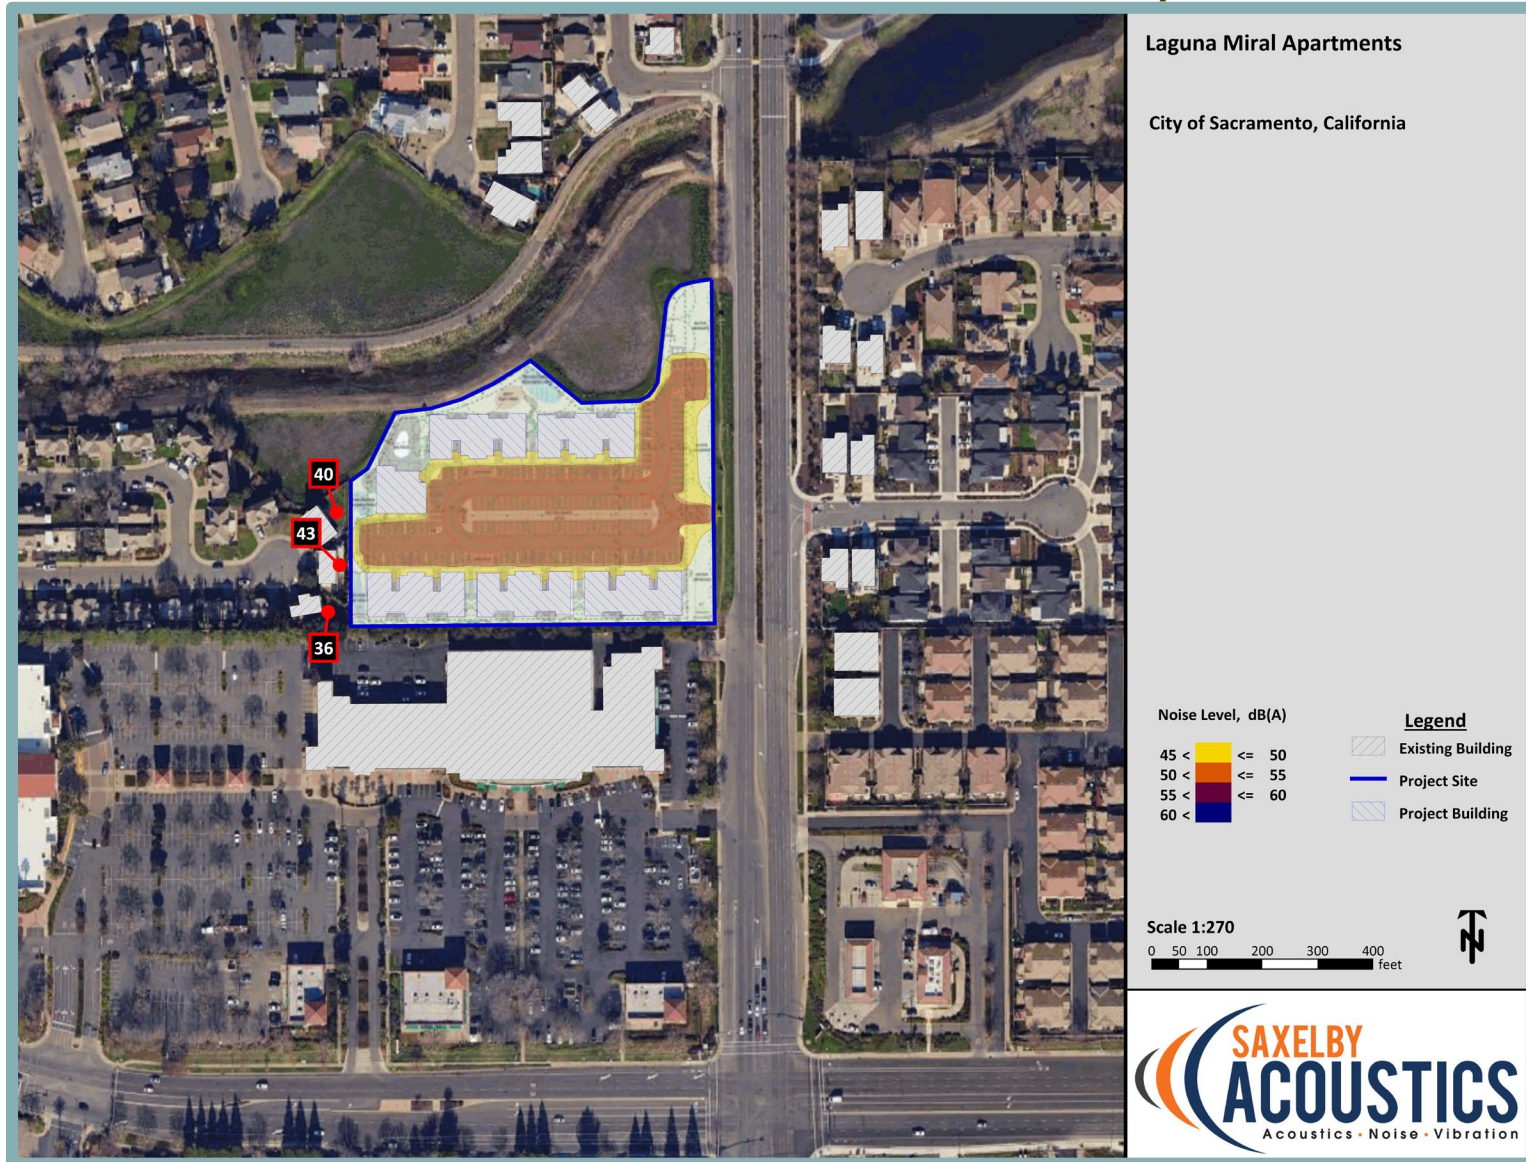 Laguna Miral Apartments
City of Sacramento, California
40
43
36
Noise Level, dB(A)
45 < <= 50
50 < <= 55
55 < <= 60
60 <
Legend
Existing Building
Project Site
Project Building
Scale 1:270
0 50 100 200 300 400
feet
N
SAXELBY
ACOUSTICS
Acoustics • Noise • Vibration